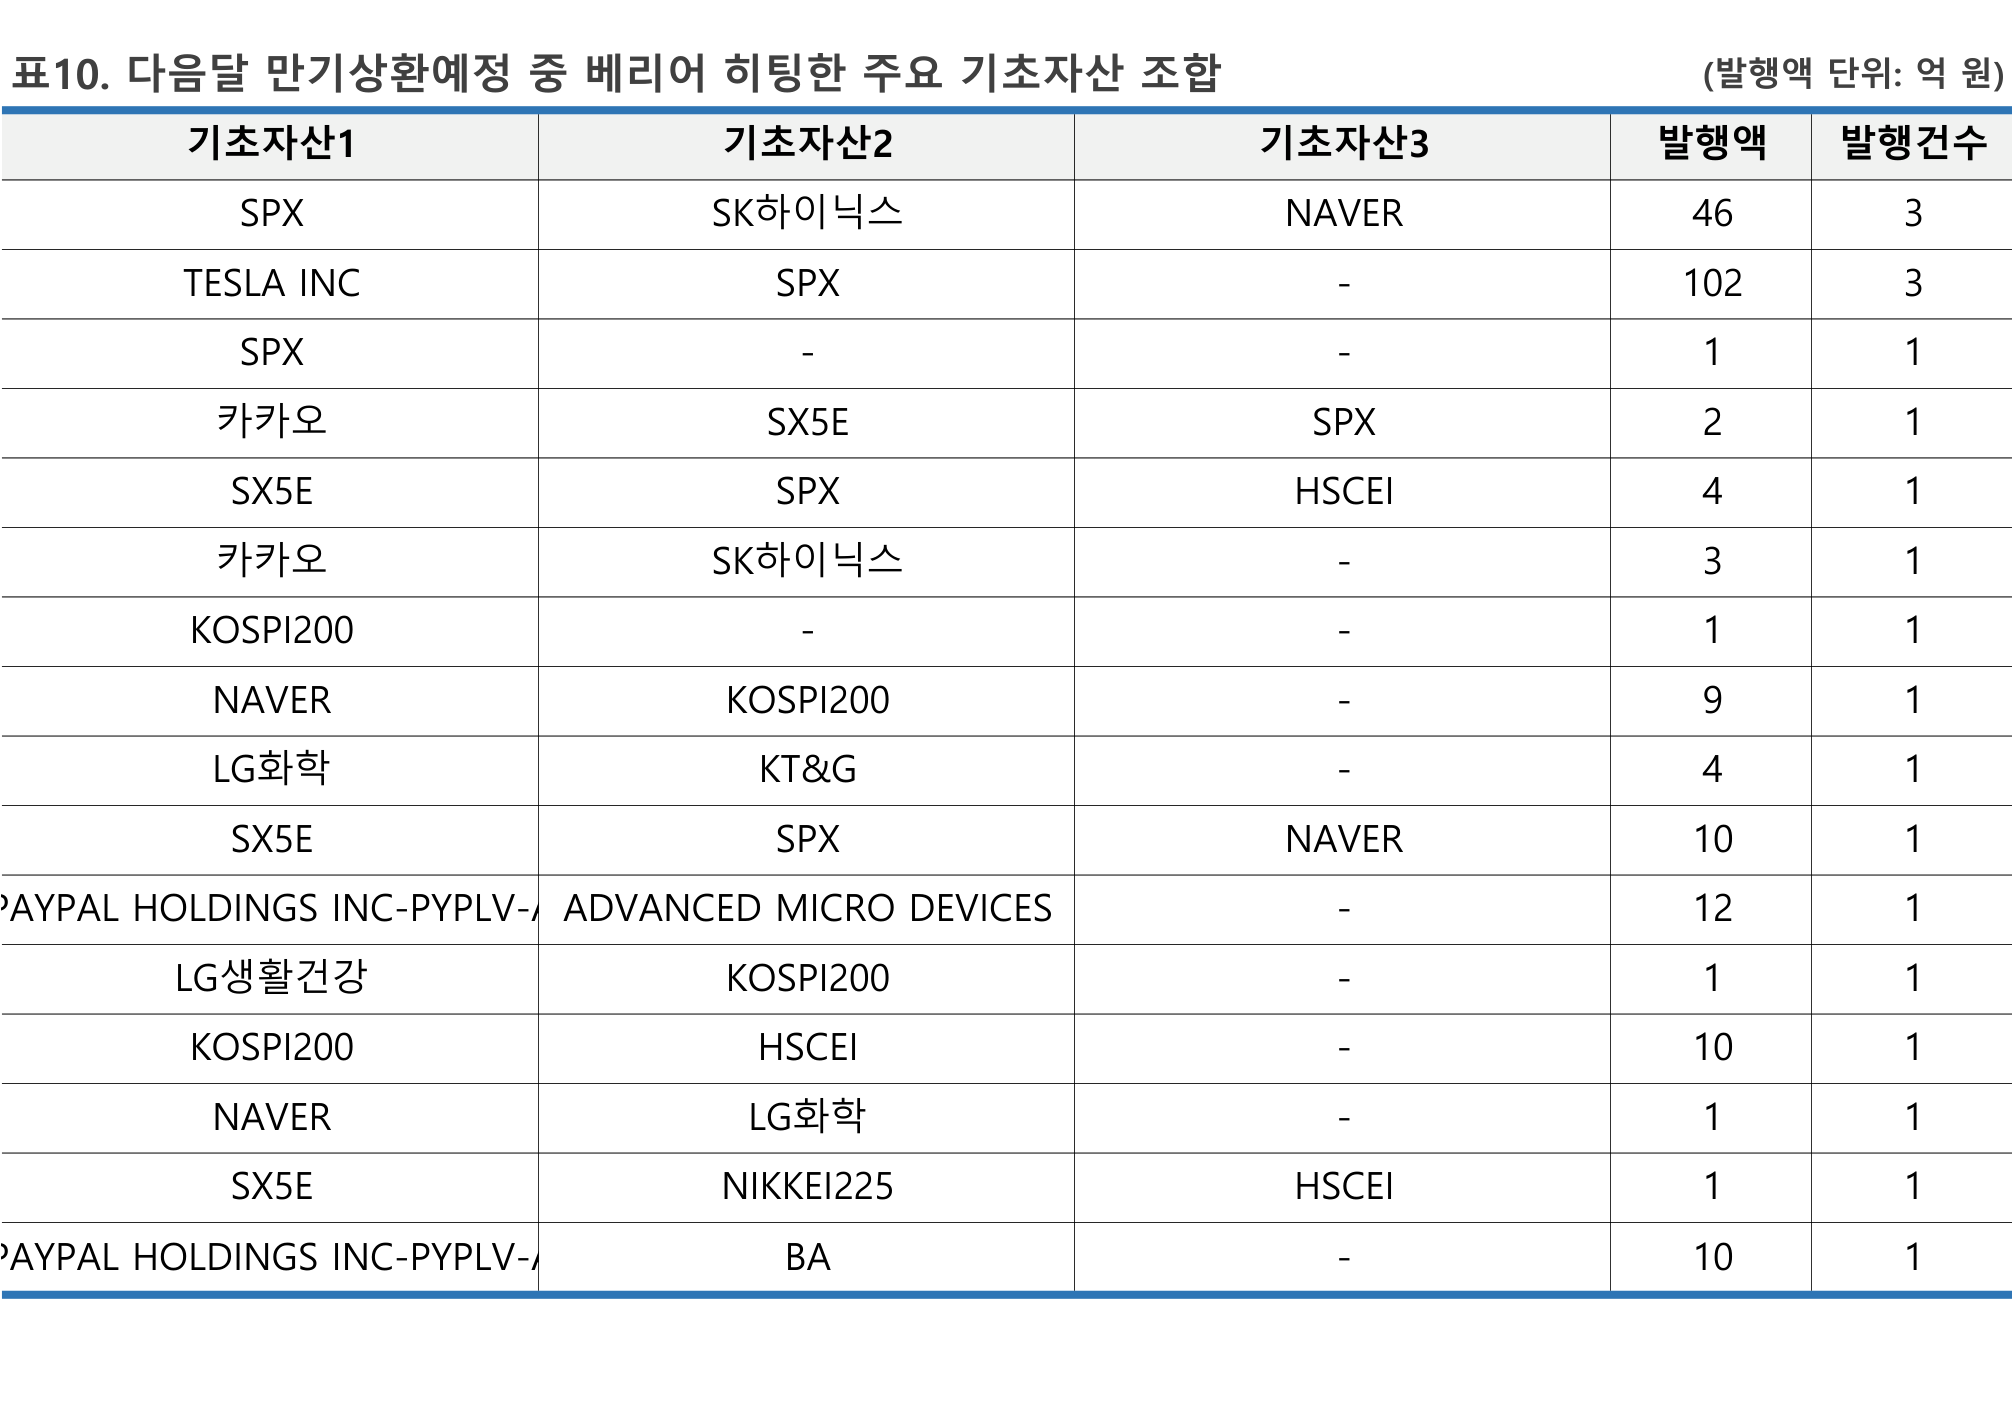 표10. 다음달 만기상환예정 중 베리어 히팅한 주요 기초자산 조합 (발행액 단위: 억 원)
기초자산1 기초자산2 기초자산3 발행액 발행건수
SPX SK하이닉스 NAVER 46 3
TESLA INC SPX - 102 3
SPX - - 1 1
카카오 SX5E SPX 2 1
SX5E SPX HSCEI 4 1
카카오 SK하이닉스 - 3 1
KOSPI200 - - 1 1
NAVER KOSPI200 - 9 1
LG화학 KT&G - 4 1
SX5E SPX NAVER 10 1
PAYPAL HOLDINGS INC-PYPLV-A ADVANCED MICRO DEVICES - 12 1
LG생활건강 KOSPI200 - 1 1
KOSPI200 HSCEI - 10 1
NAVER LG화학 - 1 1
SX5E NIKKEI225 HSCEI 1 1
PAYPAL HOLDINGS INC-PYPLV-A BA - 10 1